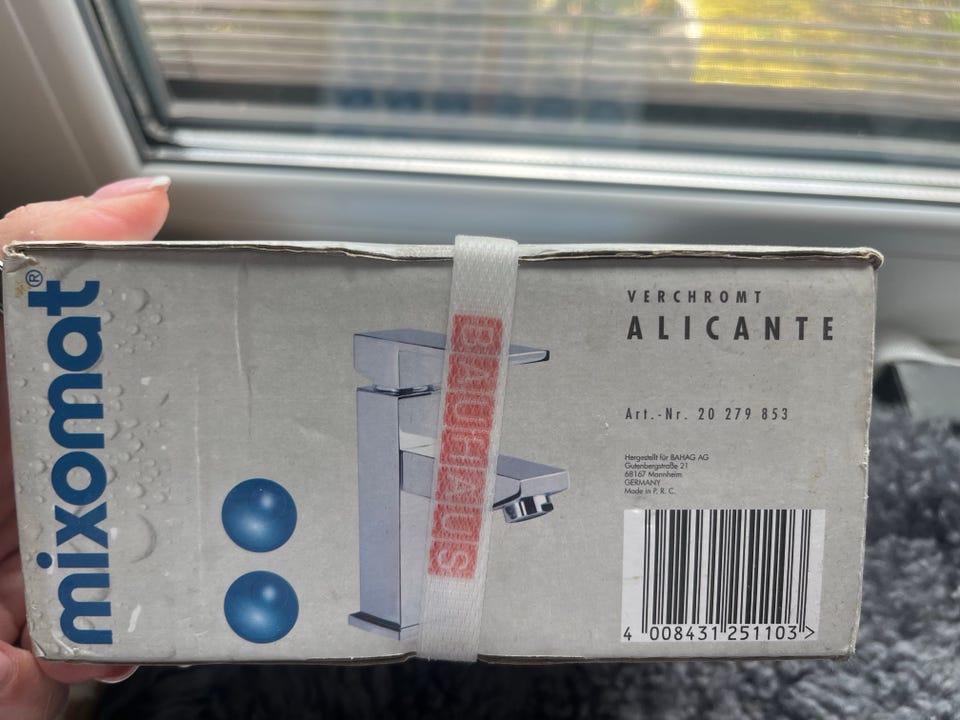 mixomat®
BAUHAUS
VERCHROMT
ALICANTE
Art.-Nr. 20 279 853
Hergestellt für BAHAG AG
Gutenbergstraße 21
68167 Mannheim
GERMANY
Made in P. R. C.
4 008431 251103 >